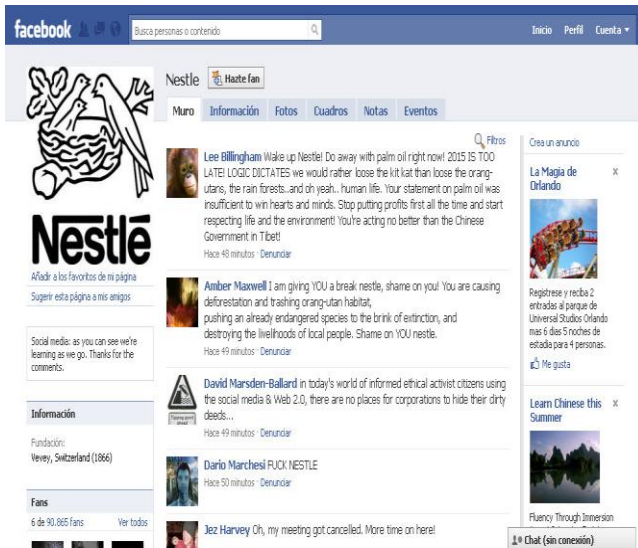 facebook
Busca personas o contenido
Inicio Perfil Cuenta
Nestle Hazte fan
Muro Información Fotos Cuadros Notas Eventos
Nestlé
Añadir a los favoritos de mi página
Sugerir esta página a mis amigos
Social media: as you can see we're
learning as we go. Thanks for the
comments.
Información
Fundación:
Vevey, Switzerland (1866)
Fans
6 de 90.865 fans Ver todos
Filtros
Lee Billingham Wake up Nestle! Do away with palm oil right now! 2015 IS TOO
LATE! LOGIC DICTATES we would rather loose the kit kat than loose the orang-
utans, the rain forests..and oh yeah.. human life. Your statement on palm oil was
insufficient to win hearts and minds. Stop putting profits first all the time and start
respecting life and the environment! You're acting no better than the Chinese
Government in Tibet!
Hace 48 minutos · Denunciar
Amber Maxwell I am giving YOU a break nestle, shame on you! You are causing
deforestation and trashing orang-utan habitat,
pushing an already endangered species to the brink of extinction, and
destroying the livelihoods of local people. Shame on YOU nestle.
Hace 49 minutos · Denunciar
David Marsden-Ballard in today's world of informed ethical activist citizens using
the social media & Web 2.0, there are no places for corporations to hide their dirty
deeds...
Hace 49 minutos · Denunciar
Dario Marchesi FUCK NESTLE
Hace 50 minutos · Denunciar
Jez Harvey Oh, my meeting got cancelled. More time on here!
Crea un anuncio
La Magia de x
Orlando
Registrese y reciba 2
entradas al parque de
Universal Studios Orlando
mas 6 dias 5 noches de
estadia para 4 personas.
Me gusta
Learn Chinese this x
Summer
Fluency Through Immersion
Chat (sin conexión)